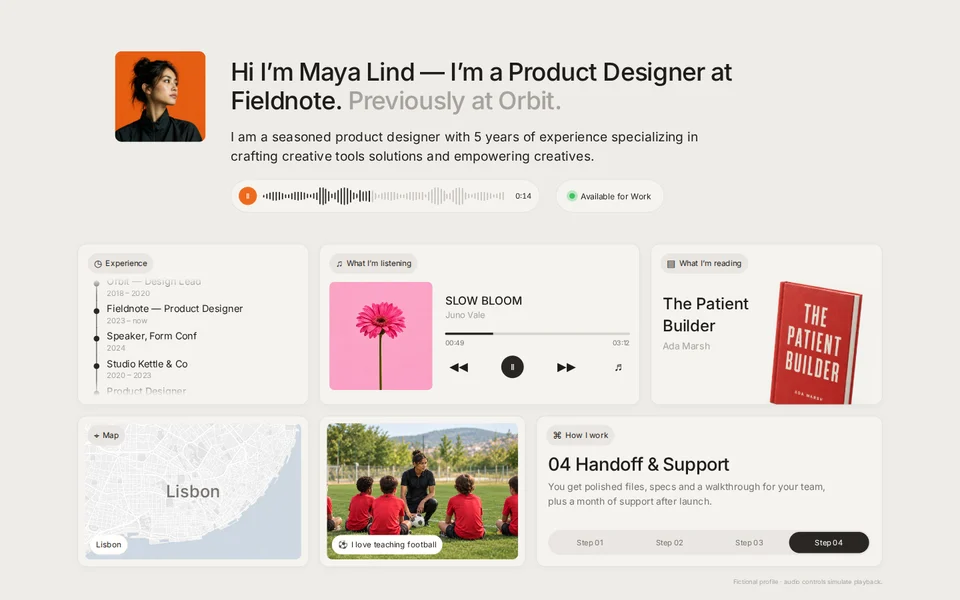 Hi I’m Maya Lind — I’m a Product Designer at
Fieldnote. Previously at Orbit.
I am a seasoned product designer with 5 years of experience specializing in
crafting creative tools solutions and empowering creatives.
0:14
Available for Work
Experience
Orbit — Design Lead
2018 – 2020
Fieldnote — Product Designer
2023 – now
Speaker, Form Conf
2024
Studio Kettle & Co
2020 – 2023
Product Designer
What I’m listening
SLOW BLOOM
Juno Vale
00:49
03:12
What I’m reading
The Patient
Builder
Ada Marsh
THE
PATIENT
BUILDER
ADA MARSH
Map
Lisbon
Lisbon
I love teaching football
How I work
04 Handoff & Support
You get polished files, specs and a walkthrough for your team,
plus a month of support after launch.
Step 01
Step 02
Step 03
Step 04
Fictional profile · audio controls simulate playback.